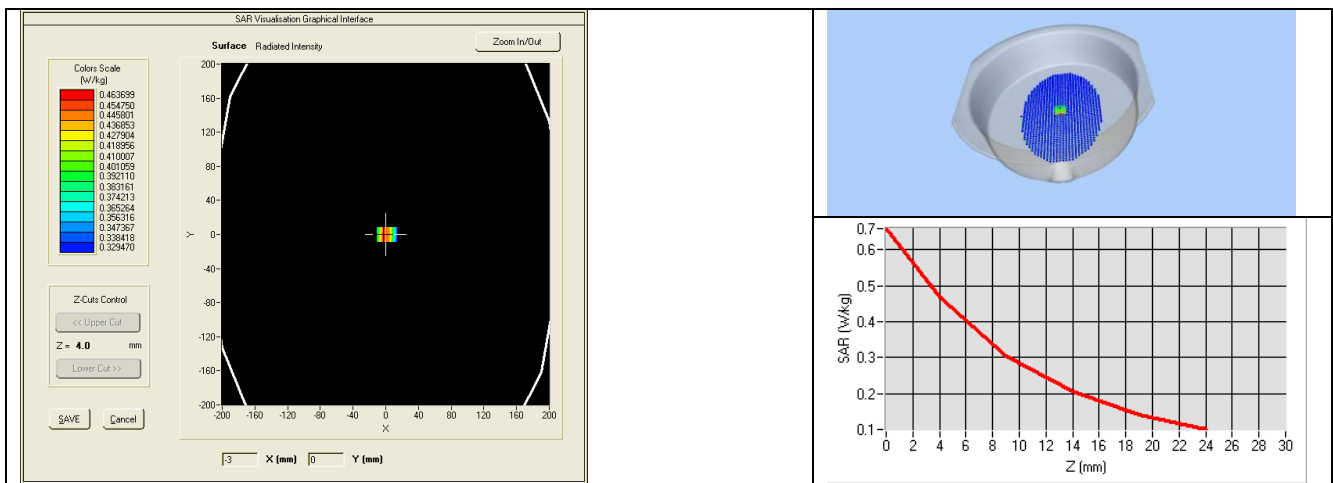 SAR Visualisation Graphical Interface
Surface Radiated Intensity
Zoom In/Out
Colors Scale
(W/kg)
0.463699
0.454750
0.445801
0.436853
0.427904
0.418956
0.410007
0.401059
0.392110
0.383161
0.374213
0.365264
0.356316
0.347367
0.338418
0.329470
Z-Cuts Control
<< Upper Cut
Z = 4.0 mm
Lower Cut >>
SAVE Cancel
200-
160-
120-
80-
40-
0-
-40-
-80-
-120-
-160-
-200-
Y
-200 -160 -120 -80 -40 0 40 80 120 160 200
X
-3 X (mm) 0 Y (mm)
0.7-
0.6-
0.5-
0.4-
0.3-
0.2-
0.1-
SAR (W/kg)
0 2 4 6 8 10 12 14 16 18 20 22 24 26 28 30
Z (mm)